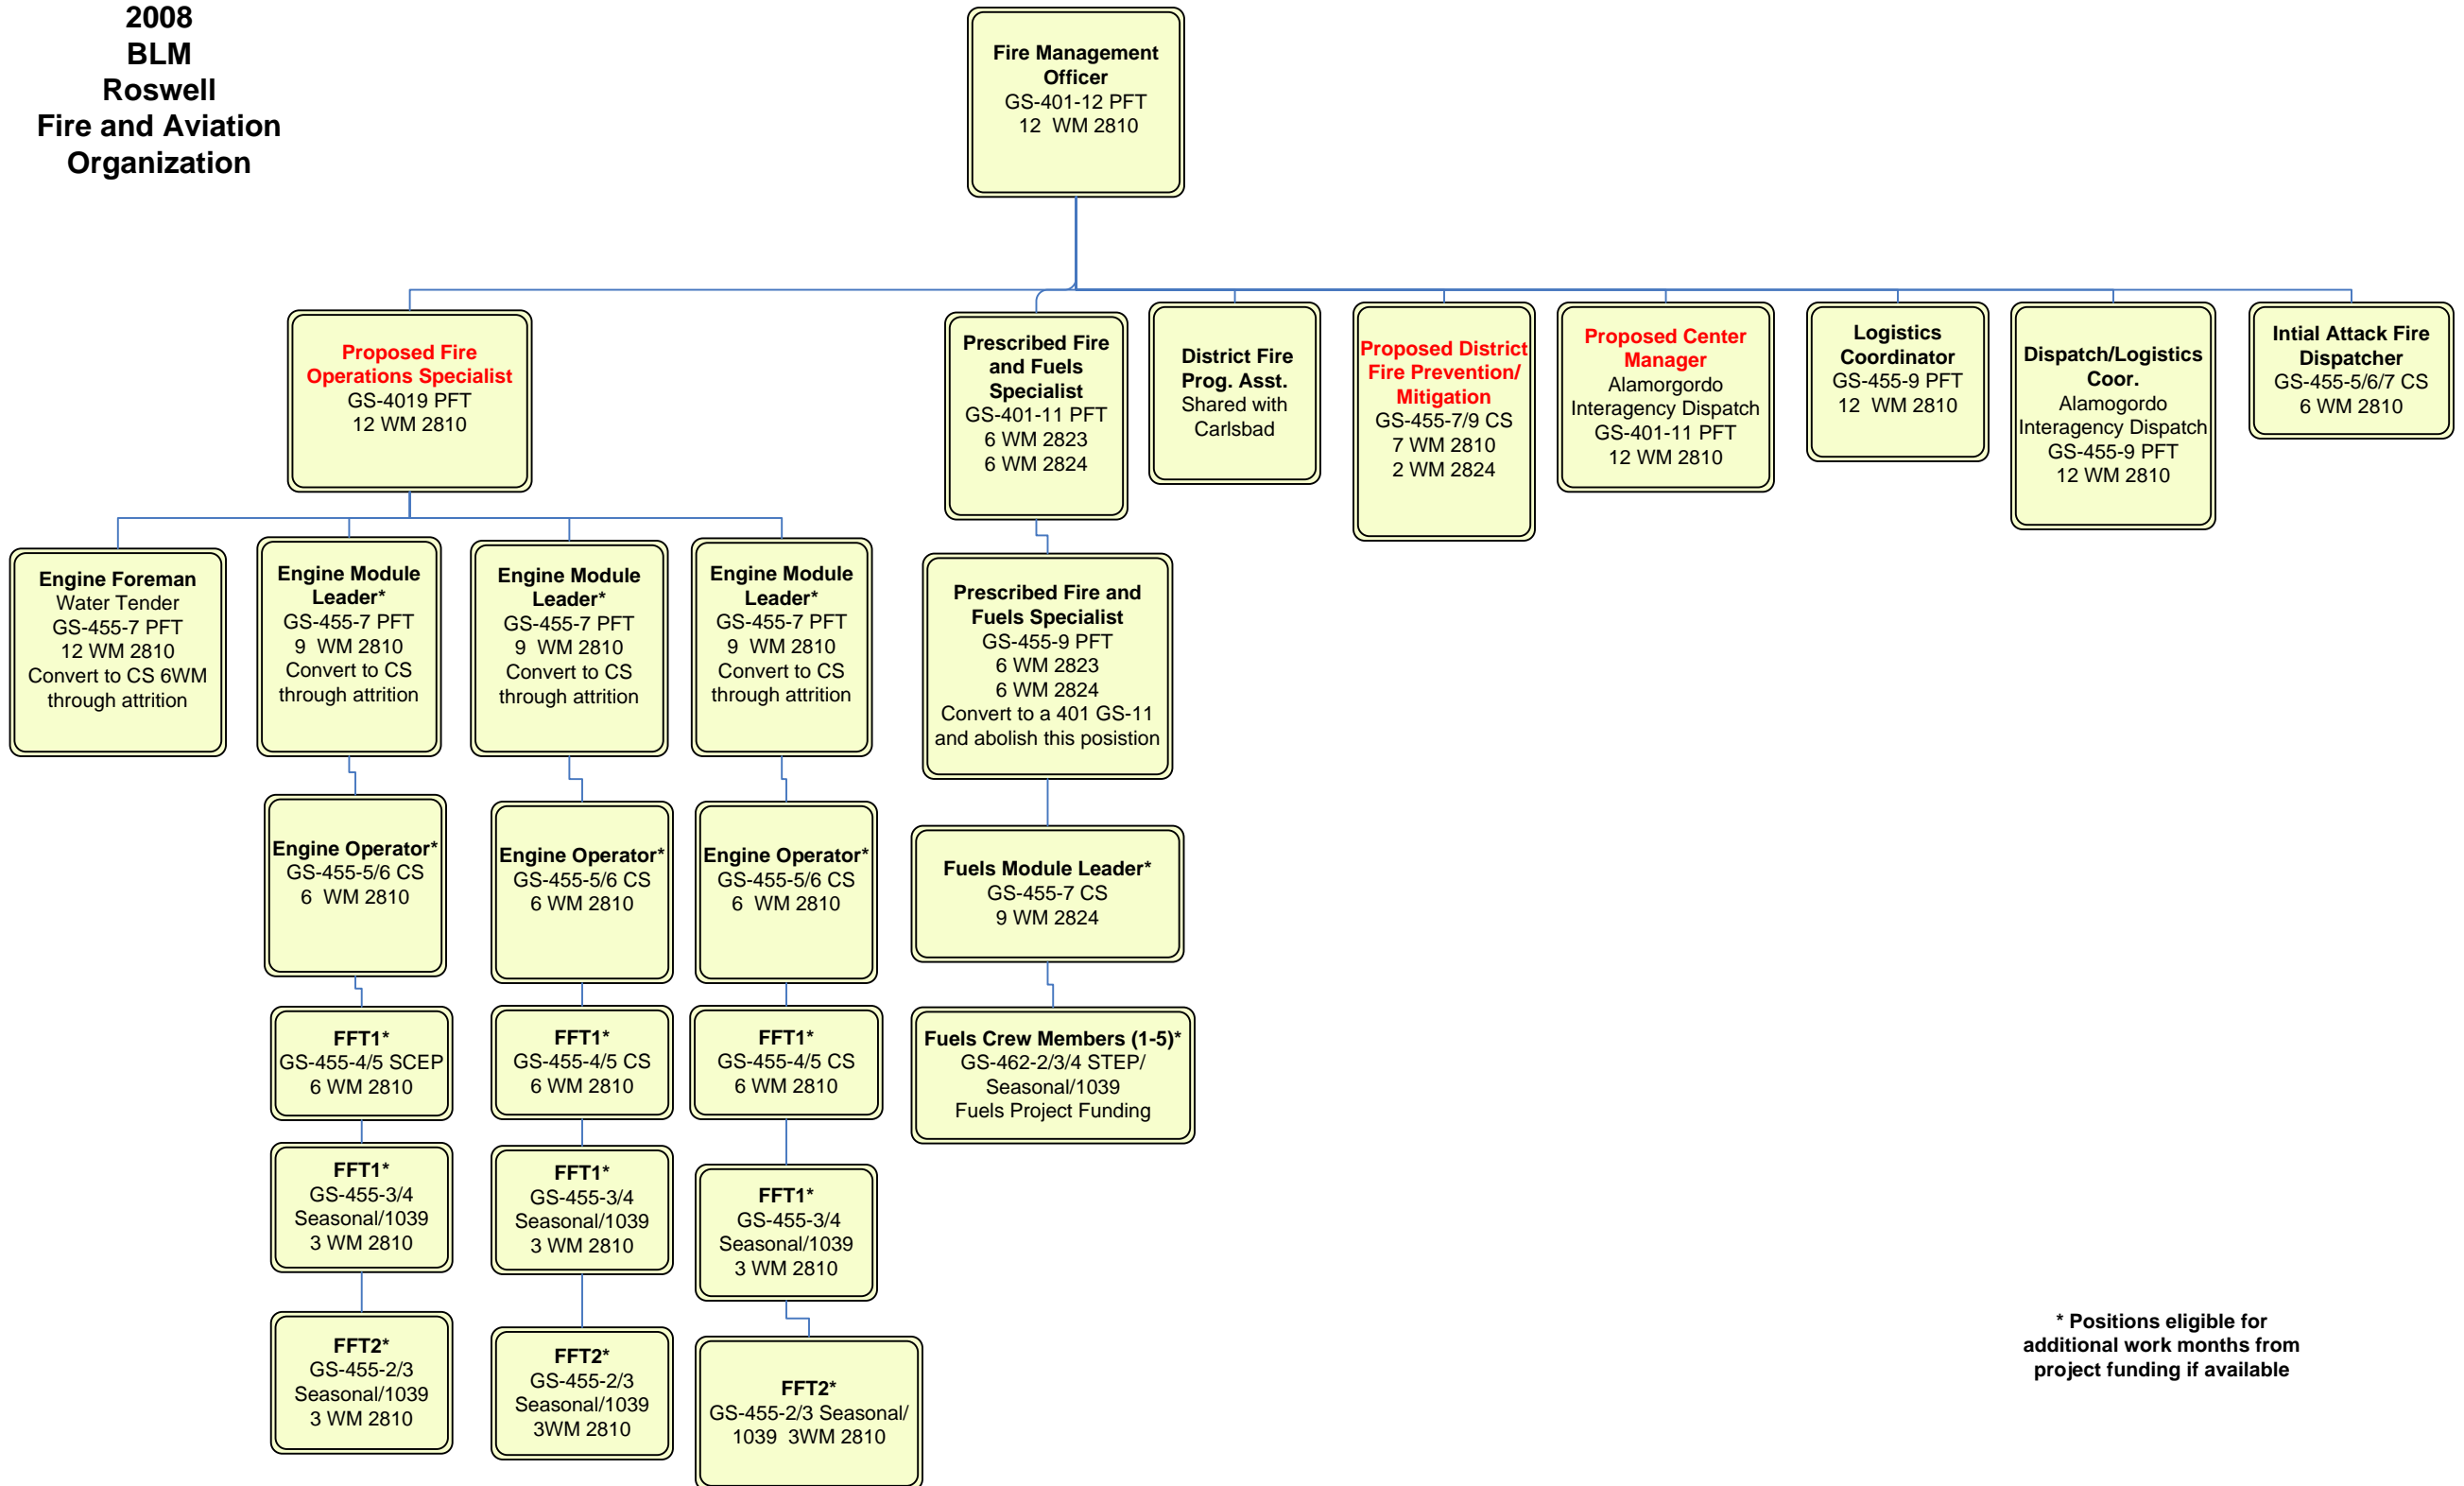 2008
BLM
Roswell
Fire and Aviation
Organization
Fire Management
Officer
GS-401-12 PFT
12 WM 2810
Proposed Fire
Operations Specialist
GS-4019 PFT
12 WM 2810
Prescribed Fire
and Fuels
Specialist
GS-401-11 PFT
6 WM 2823
6 WM 2824
District Fire
Prog. Asst.
Shared with
Carlsbad
Proposed District
Fire Prevention/
Mitigation
GS-455-7/9 CS
7 WM 2810
2 WM 2824
Proposed Center
Manager
Alamorgordo
Interagency Dispatch
GS-401-11 PFT
12 WM 2810
Logistics
Coordinator
GS-455-9 PFT
12 WM 2810
Dispatch/Logistics
Coor.
Alamogordo
Interagency Dispatch
GS-455-9 PFT
12 WM 2810
Intial Attack Fire
Dispatcher
GS-455-5/6/7 CS
6 WM 2810
Engine Foreman
Water Tender
GS-455-7 PFT
12 WM 2810
Convert to CS 6WM
through attrition
Engine Module
Leader*
GS-455-7 PFT
9 WM 2810
Convert to CS
through attrition
Engine Module
Leader*
GS-455-7 PFT
9 WM 2810
Convert to CS
through attrition
Engine Module
Leader*
GS-455-7 PFT
9 WM 2810
Convert to CS
through attrition
Prescribed Fire and
Fuels Specialist
GS-455-9 PFT
6 WM 2823
6 WM 2824
Convert to a 401 GS-11
and abolish this posistion
Engine Operator*
GS-455-5/6 CS
6 WM 2810
Engine Operator*
GS-455-5/6 CS
6 WM 2810
Engine Operator*
GS-455-5/6 CS
6 WM 2810
Fuels Module Leader*
GS-455-7 CS
9 WM 2824
FFT1*
GS-455-4/5 SCEP
6 WM 2810
FFT1*
GS-455-4/5 CS
6 WM 2810
FFT1*
GS-455-4/5 CS
6 WM 2810
Fuels Crew Members (1-5)*
GS-462-2/3/4 STEP/
Seasonal/1039
Fuels Project Funding
FFT1*
GS-455-3/4
Seasonal/1039
3 WM 2810
FFT1*
GS-455-3/4
Seasonal/1039
3 WM 2810
FFT1*
GS-455-3/4
Seasonal/1039
3 WM 2810
FFT2*
GS-455-2/3
Seasonal/1039
3 WM 2810
FFT2*
GS-455-2/3
Seasonal/1039
3WM 2810
FFT2*
GS-455-2/3 Seasonal/
1039 3WM 2810
* Positions eligible for
additional work months from
project funding if available